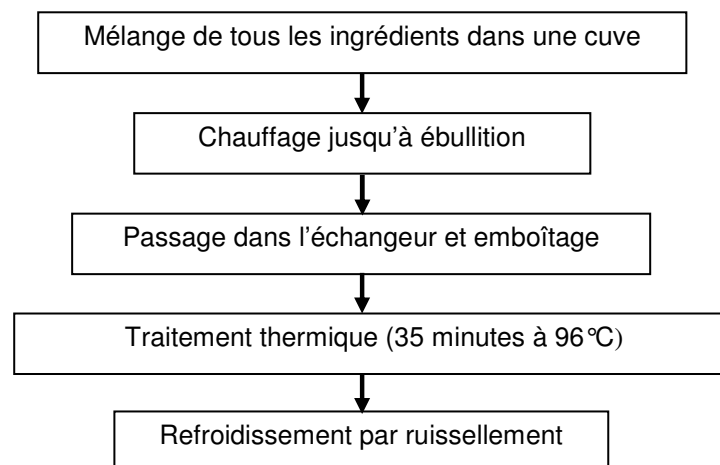 Mélange de tous les ingrédients dans une cuve
Chauffage jusqu'à ébullition
Passage dans l'échangeur et emboîtage
Traitement thermique (35 minutes à 96°C)
Refroidissement par ruissellement